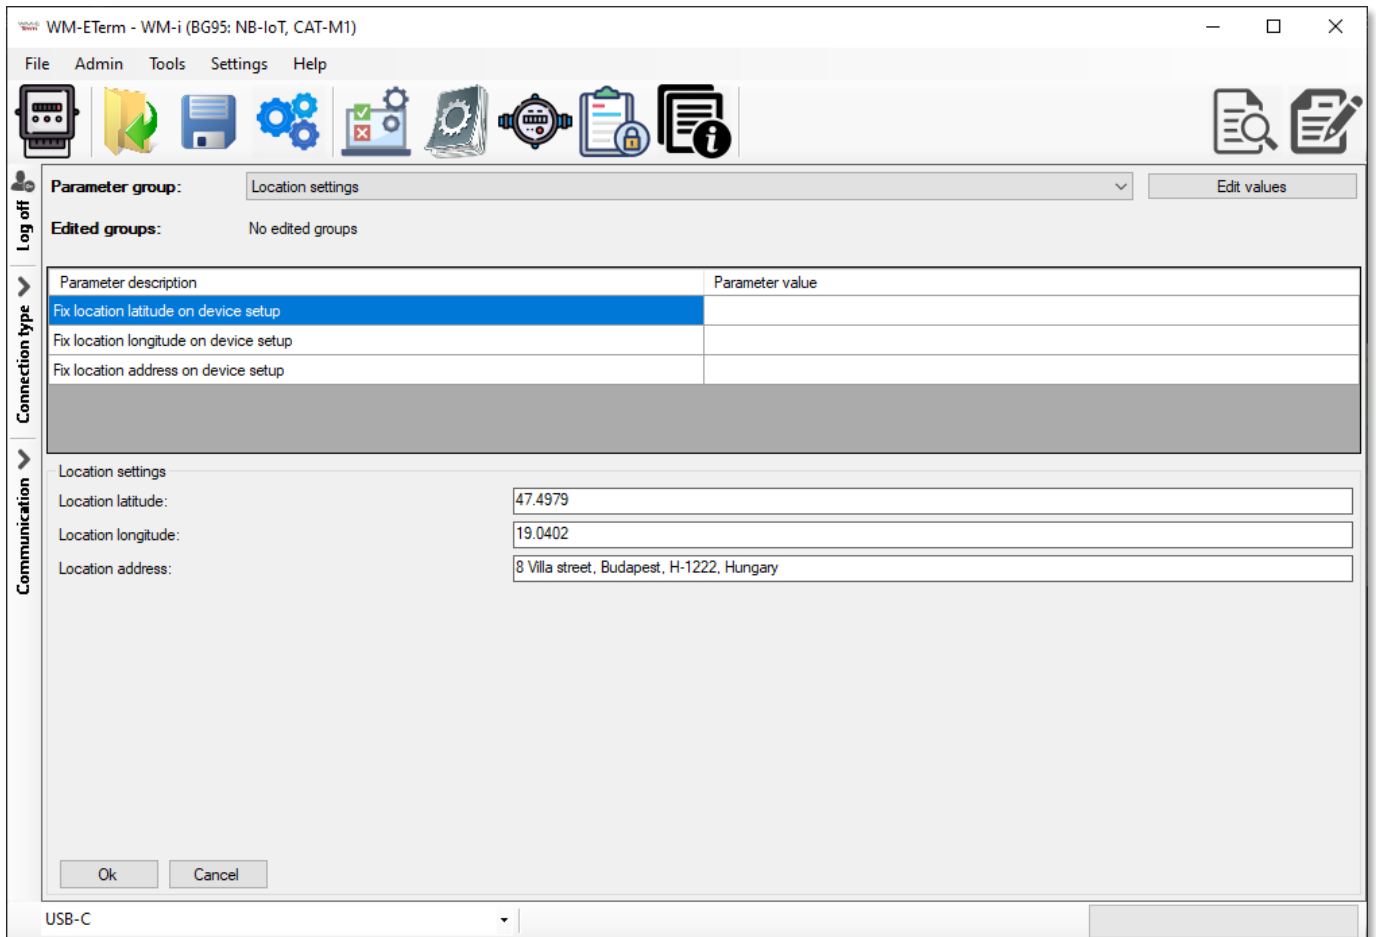 WM-ETerm - WM-i (BG95: NB-IoT, CAT-M1)
File Admin Tools Settings Help
Log off
Connection type
Communication
Parameter group: Location settings Edit values
Edited groups: No edited groups
Parameter description Parameter value
Fix location latitude on device setup
Fix location longitude on device setup
Fix location address on device setup
Location settings
Location latitude: 47.4979
Location longitude: 19.0402
Location address: 8 Villa street, Budapest, H-1222, Hungary
Ok Cancel
USB-C